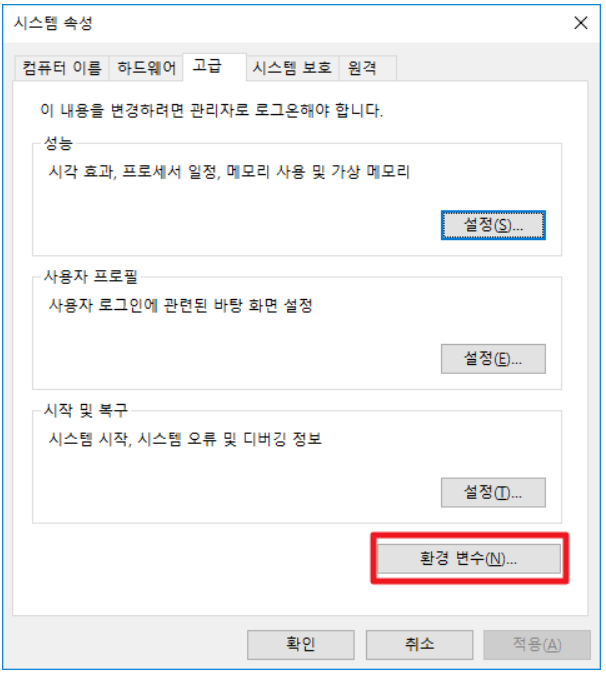 시스템 속성
컴퓨터 이름 하드웨어 고급 시스템 보호 원격
이 내용을 변경하려면 관리자로 로그온해야 합니다.
성능
시각 효과, 프로세서 일정, 메모리 사용 및 가상 메모리
설정(S)...
사용자 프로필
사용자 로그인에 관련된 바탕 화면 설정
설정(E)...
시작 및 복구
시스템 시작, 시스템 오류 및 디버깅 정보
설정(T)...
환경 변수(N)...
확인 취소 적용(A)